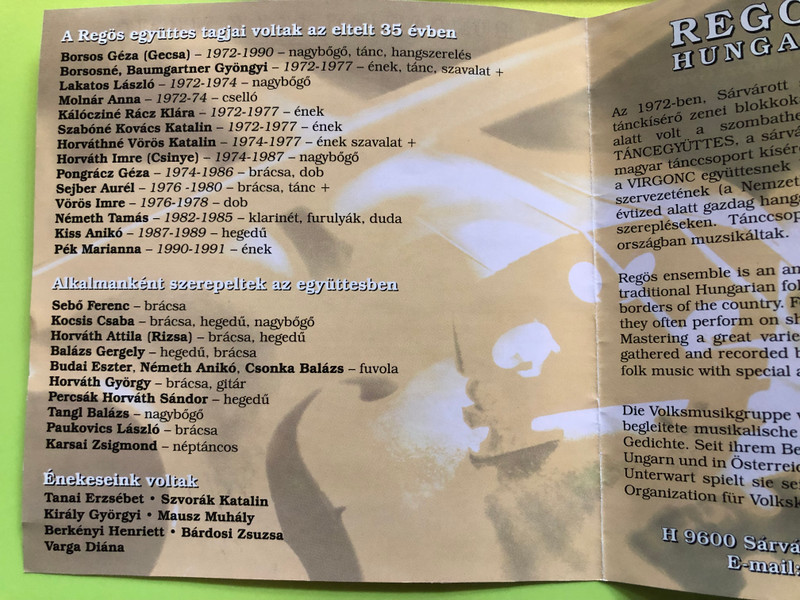 A Regös együttes tagjai voltak az eltelt 35 évben
Borsos Géza (Gecsa) – 1972-1990 – nagybőgő, tánc, hangszerelés
Borsosné, Baumgartner Gyöngyi – 1972-1977 – ének, tánc, szavalat +
Lakatos László – 1972-1974 – nagybőgő
Molnár Anna – 1972-74 – cselló
Kálócziné Rácz Klára – 1972-1977 – ének
Szabóné Kovács Katalin – 1972-1977 – ének
Horváthné Vörös Katalin – 1974-1977 – ének szavalat +
Horváth Imre (Csinye) – 1974-1987 – nagybőgő
Pongrácz Géza – 1974-1986 – brácsa, dob
Sejber Aurél – 1976 -1980 – brácsa, tánc +
Vörös Imre – 1976-1978 – dob
Németh Tamás – 1982-1985 – klarinét, furulyák, duda
Kiss Anikó – 1987-1989 – hegedű
Pék Marianna – 1990-1991 – ének
Alkalmanként szerepeltek az együttesben
Sebő Ferenc – brácsa
Kocsis Csaba – brácsa, hegedű, nagybőgő
Horváth Attila (Rizsa) – brácsa, hegedű
Balázs Gergely – hegedű, brácsa
Budai Eszter, Németh Anikó, Csonka Balázs – fuvola
Horváth György – brácsa, gitár
Percsák Horváth Sándor – hegedű
Tangl Balázs – nagybőgő
Paukovics László – brácsa
Karsai Zsigmond – néptáncos
Énekeseink voltak
Tanai Erzsébet • Szvorák Katalin
Király Györgyi • Mausz Muhály
Berkényi Henriett • Bárdosi Zsuzsa
Varga Diána
REGÖ
HUNGA
Az 1972-ben, Sárvárott
tánckísérő zenei blokkok
alatt volt a szombathe
TÁNCEGYÜTTES, a sárvá
magyar tánccsoport kísér
a VIRGONC együttesnek
szervezetének (a Nemzet
évtized alatt gazdag hang
szerepléseken. Tánccsop
országban muzsikáltak.
Regös ensemble is an am
traditional Hungarian fol
borders of the country. F
they often perform on sh
Mastering a great varie
gathered and recorded b
folk music with special a
Die Volksmusikgruppe
begleitete musikalische
Gedichte. Seit ihrem Be
Ungarn und in Österreic
Unterwart spielt sie se
Organization für Volksk
H 9600 Sárvá
E-mail: